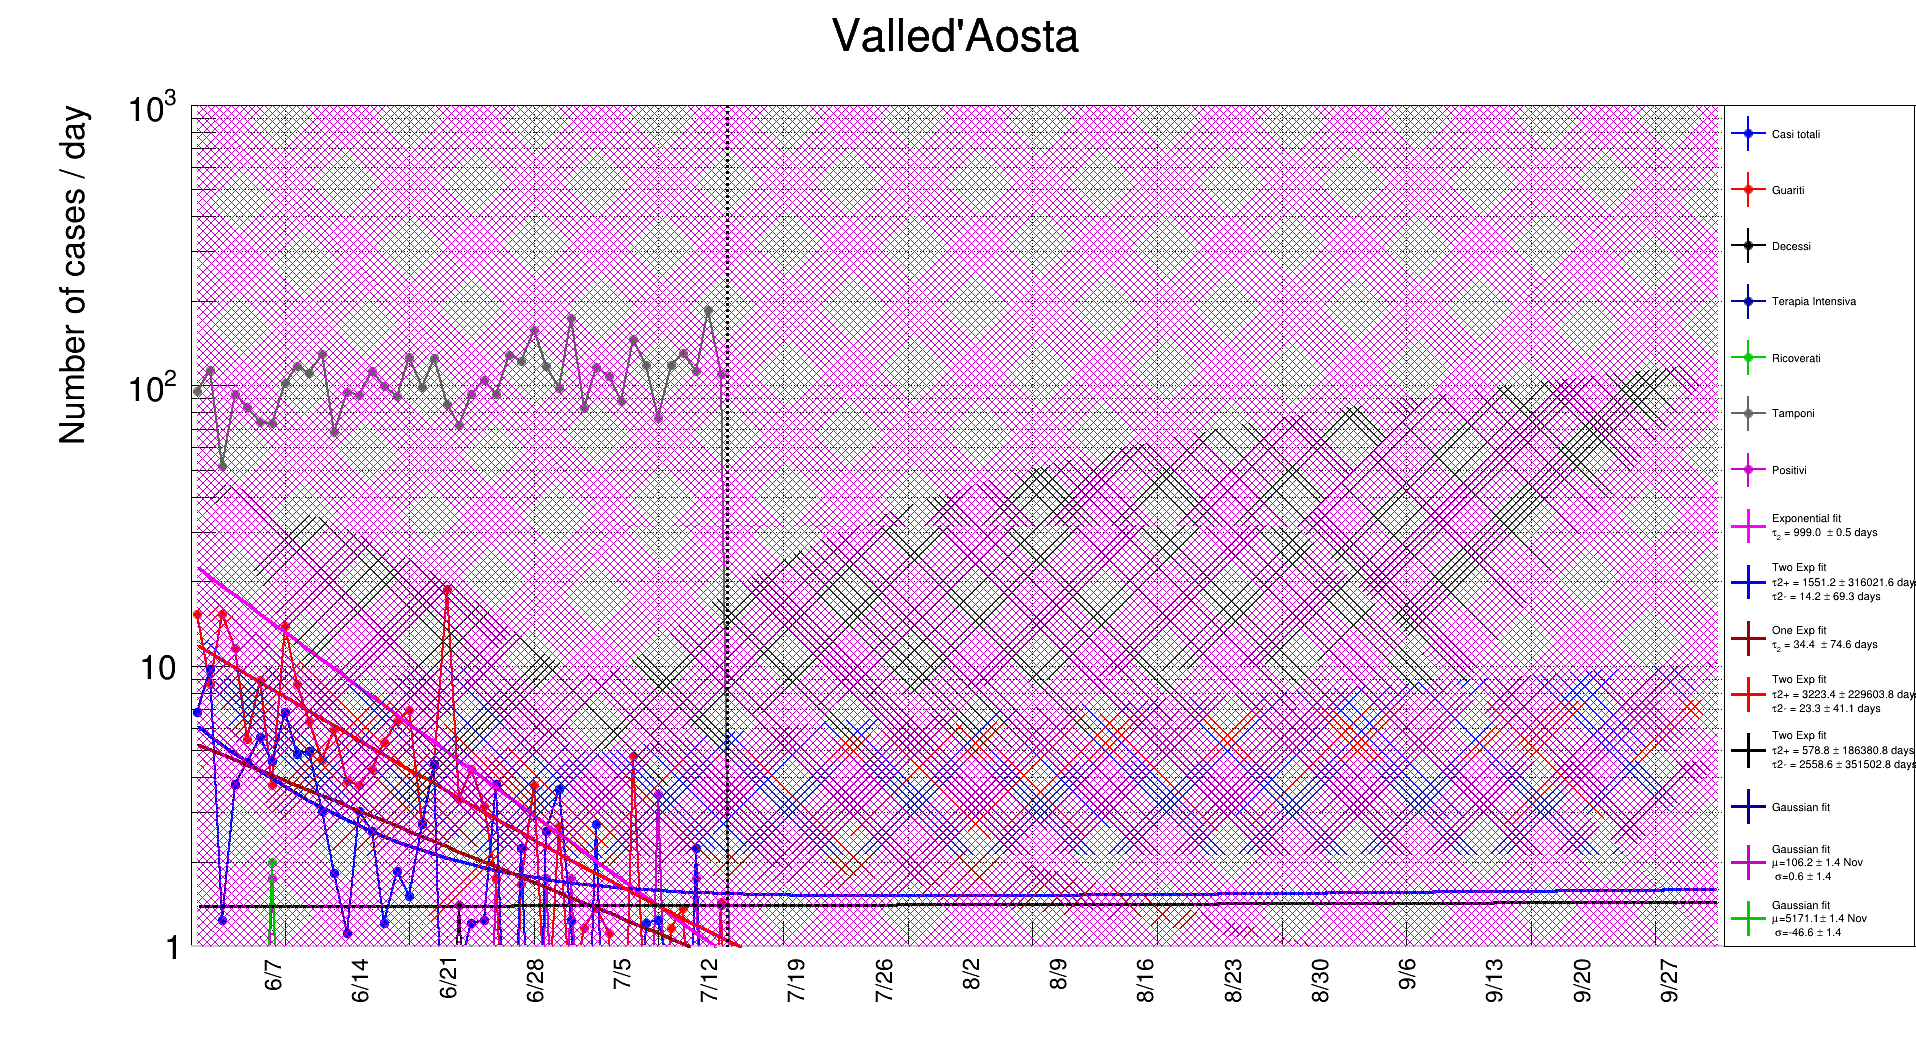 Valled'Aosta
Number of cases / day
10³
10²
10
1
6/7
6/14
6/21
6/28
7/5
7/12
7/19
7/26
8/2
8/9
8/16
8/23
8/30
9/6
9/13
9/20
9/27
Casi totali
Guariti
Decessi
Terapia Intensiva
Ricoverati
Tamponi
Positivi
Exponential fit
τ₂ = 999.0 ± 0.5 days
Two Exp fit
τ2+ = 1551.2 ± 316021.6 day
τ2- = 14.2 ± 69.3 days
One Exp fit
τ₂ = 34.4 ± 74.6 days
Two Exp fit
τ2+ = 3223.4 ± 229603.8 day
τ2- = 23.3 ± 41.1 days
Two Exp fit
τ2+ = 578.8 ± 186380.8 days
τ2- = 2558.6 ± 351502.8 days
Gaussian fit
Gaussian fit
μ=106.2 ± 1.4 Nov
σ=0.6 ± 1.4
Gaussian fit
μ=5171.1 ± 1.4 Nov
σ=-46.6 ± 1.4